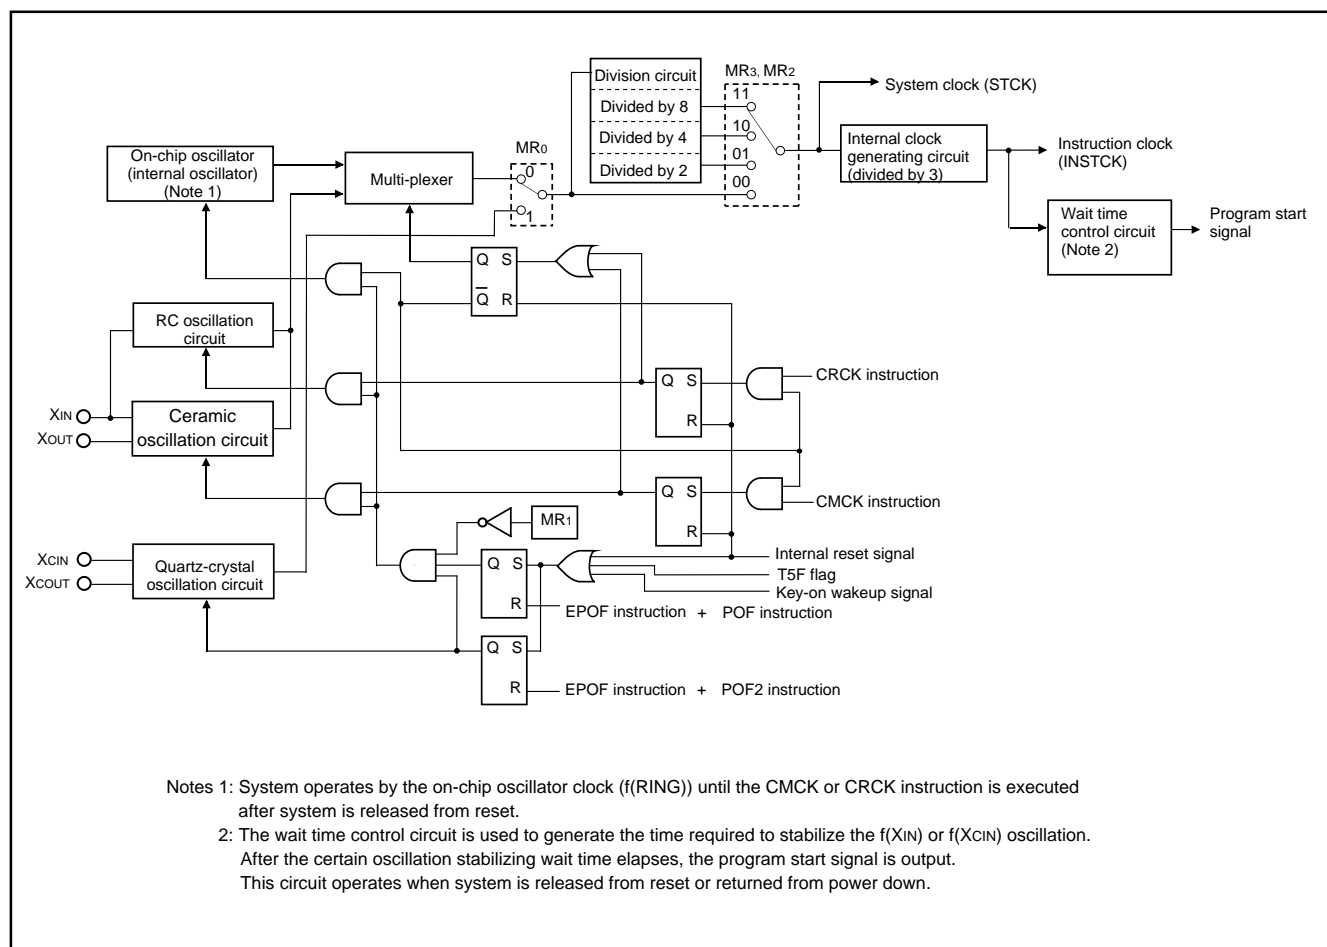 Division circuit
Divided by 8
Divided by 4
Divided by 2
MR3, MR2
11
10
01
00
System clock (STCK)
Internal clock
generating circuit
(divided by 3)
Instruction clock
(INSTCK)
Wait time
control circuit
(Note 2)
Program start
signal
On-chip oscillator
(internal oscillator)
(Note 1)
Multi-plexer
MR0
0
1
Q S
Q R
RC oscillation
circuit
Q S
R
CRCK instruction
XIN
XOUT
Ceramic
oscillation circuit
Q S
R
CMCK instruction
MR1
XCIN
XCOUT
Quartz-crystal
oscillation circuit
Q S
R
Internal reset signal
T5F flag
Key-on wakeup signal
EPOF instruction + POF instruction
Q S
R
EPOF instruction + POF2 instruction
Notes 1: System operates by the on-chip oscillator clock (f(RING)) until the CMCK or CRCK instruction is executed
after system is released from reset.
2: The wait time control circuit is used to generate the time required to stabilize the f(XIN) or f(XCIN) oscillation.
After the certain oscillation stabilizing wait time elapses, the program start signal is output.
This circuit operates when system is released from reset or returned from power down.